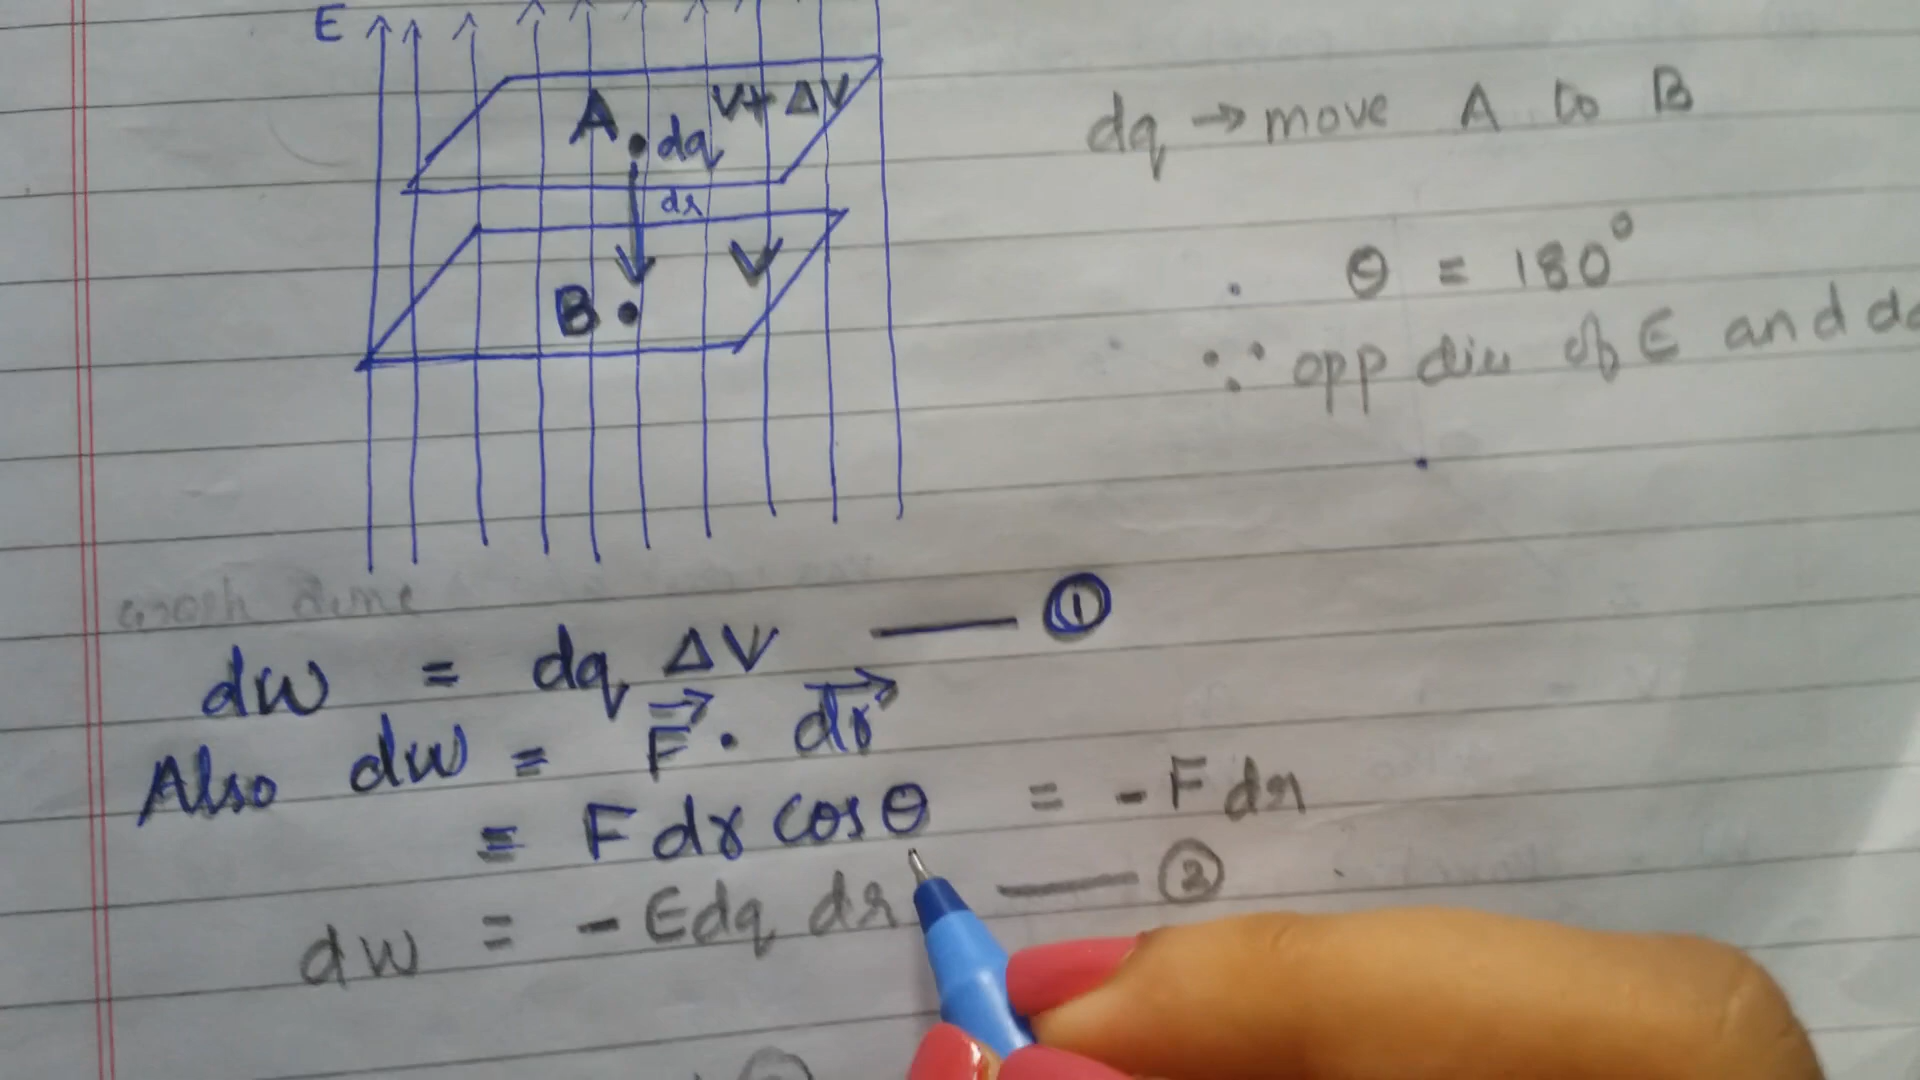 E
A dq V+ ΔV
dr
B V
dq → move A to B
θ = 180°
∵ opp dir of E and
dw = dq ΔV —— ①
Also dw = F⃗ · dr⃗
= F dr cosθ = - F dr
dw = - E dq dr —— ②